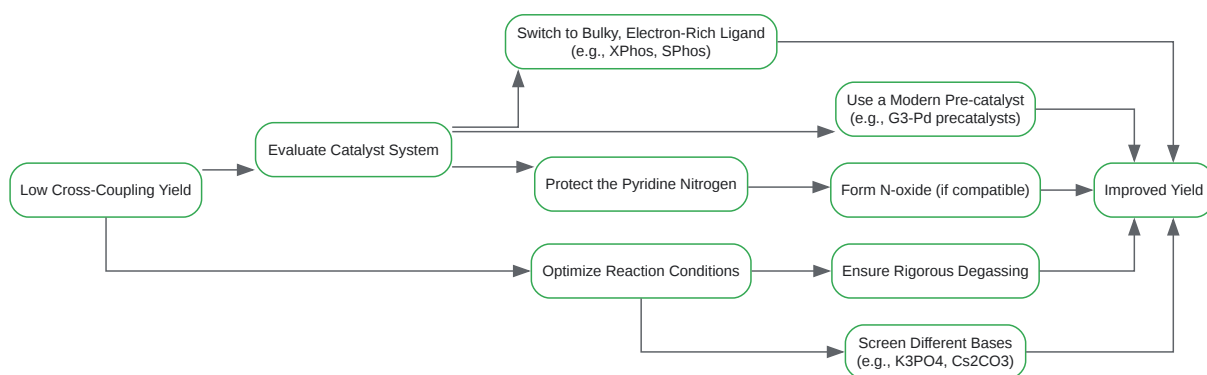 Switch to Bulky, Electron-Rich Ligand
(e.g., XPhos, SPhos)
Use a Modern Pre-catalyst
(e.g., G3-Pd precatalysts)
Evaluate Catalyst System
Low Cross-Coupling Yield
Protect the Pyridine Nitrogen
Form N-oxide (if compatible)
Improved Yield
Optimize Reaction Conditions
Ensure Rigorous Degassing
Screen Different Bases
(e.g., K3PO4, Cs2CO3)